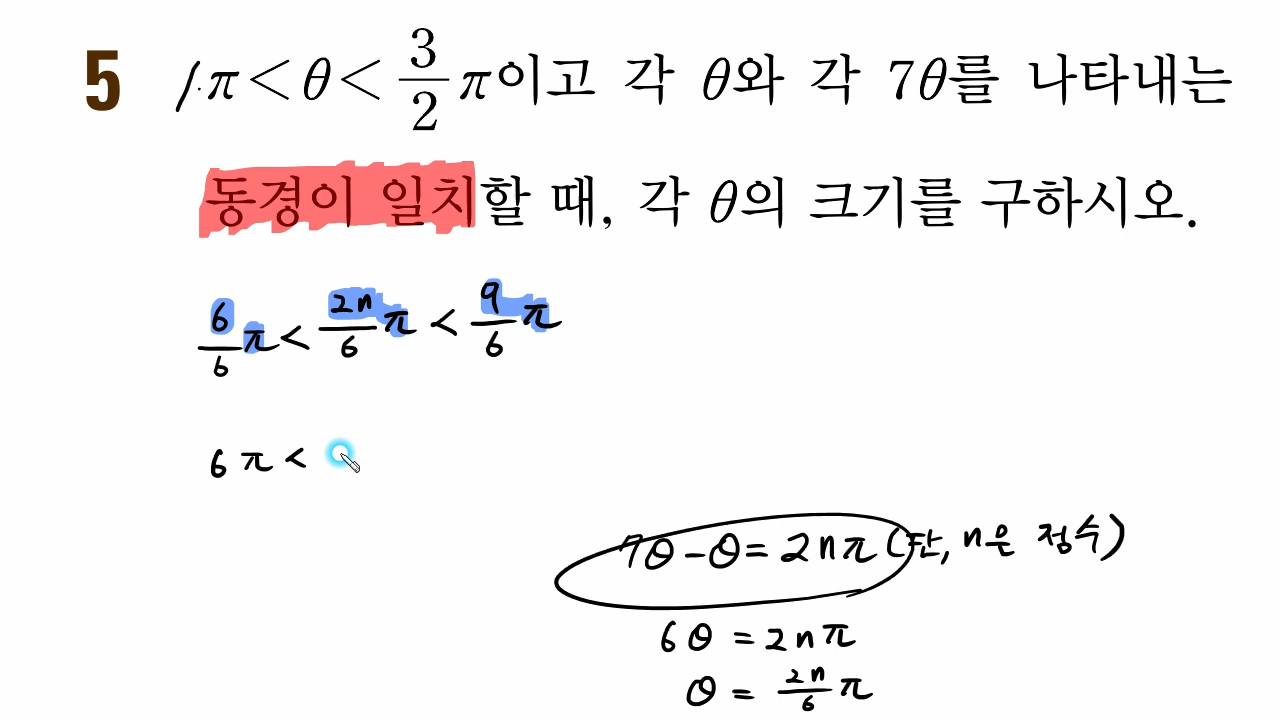 5 π < θ < 3/2 π이고 각 θ와 각 7θ를 나타내는
동경이 일치할 때, 각 θ의 크기를 구하시오.
6/6 π < 2n/6 π < 9/6 π
6π <
7θ - θ = 2nπ (단, n은 정수)
6θ = 2nπ
θ = 2n/6 π